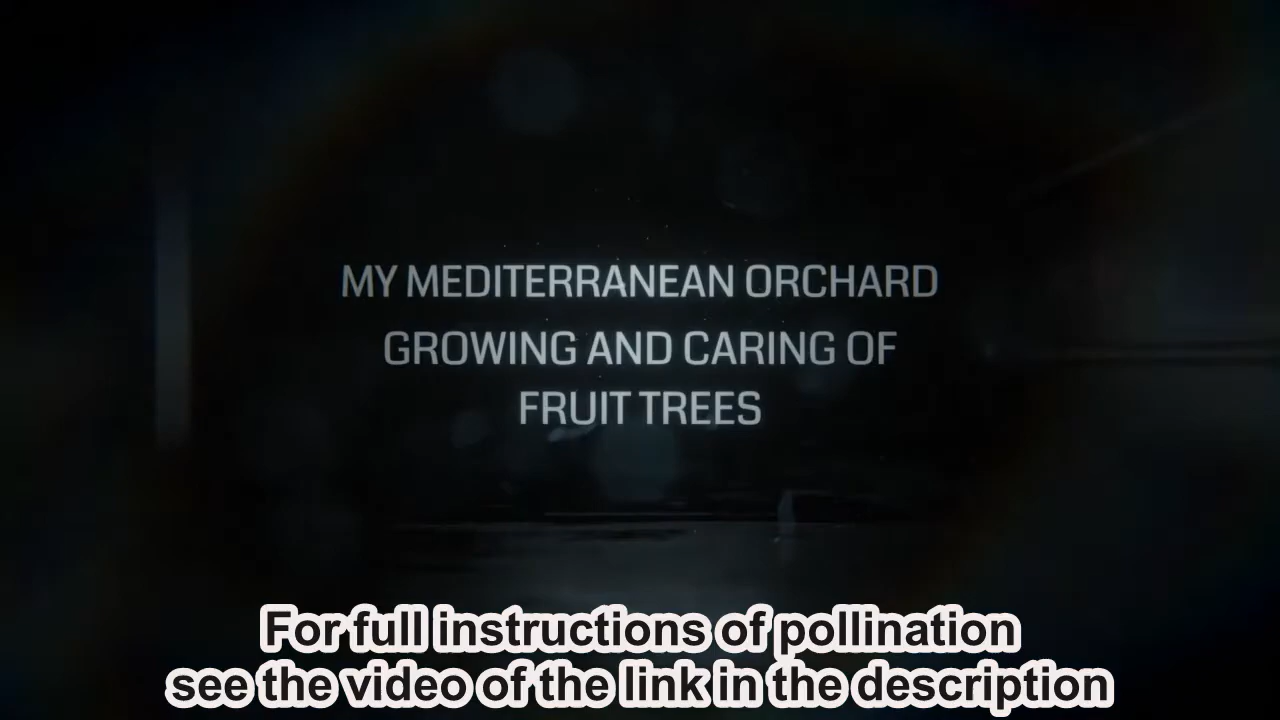 MY MEDITERRANEAN ORCHARD
GROWING AND CARING OF
FRUIT TREES
For full instructions of pollination
see the video of the link in the description